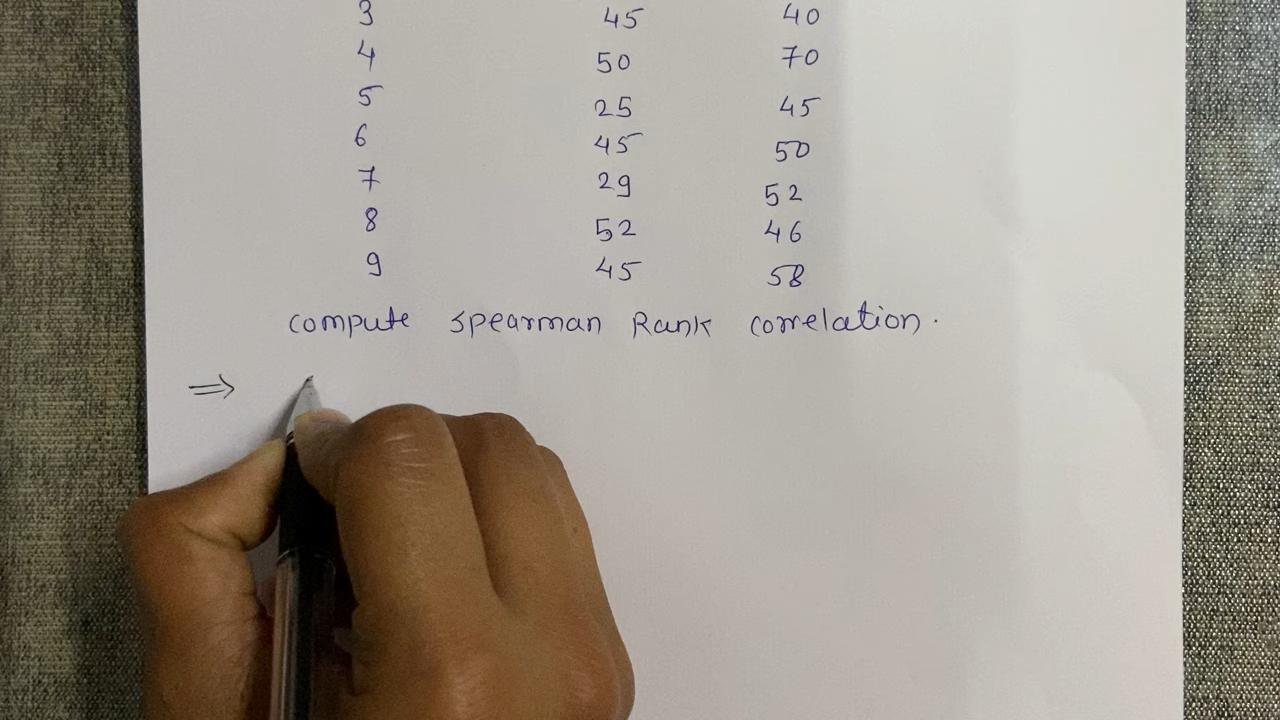 3 45 40
4 50 70
5 25 45
6 45 50
7 29 52
8 52 46
9 45 58
compute spearman Rank correlation.
⇒